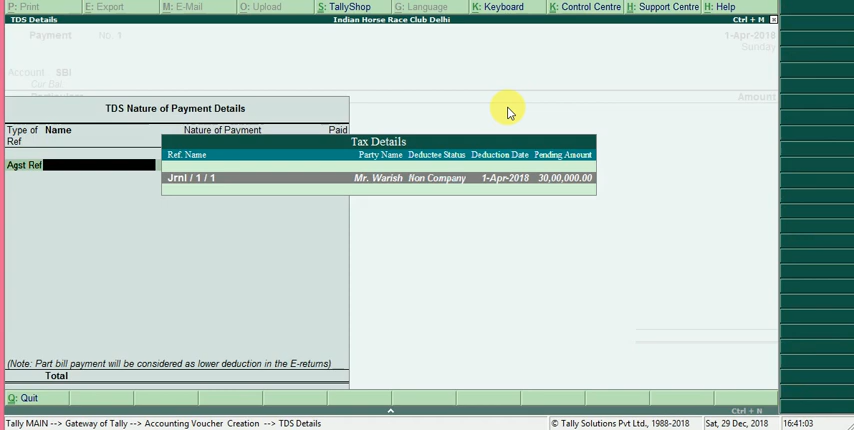 P: Print E: Export M: E-Mail O: Upload S: TallyShop G: Language K: Keyboard K: Control Centre H: Support Centre H: Help
TDS Details Indian Horse Race Club Delhi Ctrl + M
Payment No. 1 1-Apr-2018
Sunday
Account SBI
Cur Bal:
Particulars Amount
TDS Nature of Payment Details
Type of Ref Name Nature of Payment Paid
Tax Details
Ref. Name Party Name Deductee Status Deduction Date Pending Amount
Agst Ref
Jrnl / 1 / 1 Mr. Warish Non Company 1-Apr-2018 30,00,000.00
(Note: Part bill payment will be considered as lower deduction in the E-returns)
Total
Q: Quit
Ctrl + N
Tally MAIN --> Gateway of Tally --> Accounting Voucher Creation --> TDS Details © Tally Solutions Pvt Ltd., 1988-2018 Sat, 29 Dec, 2018 16:41:03